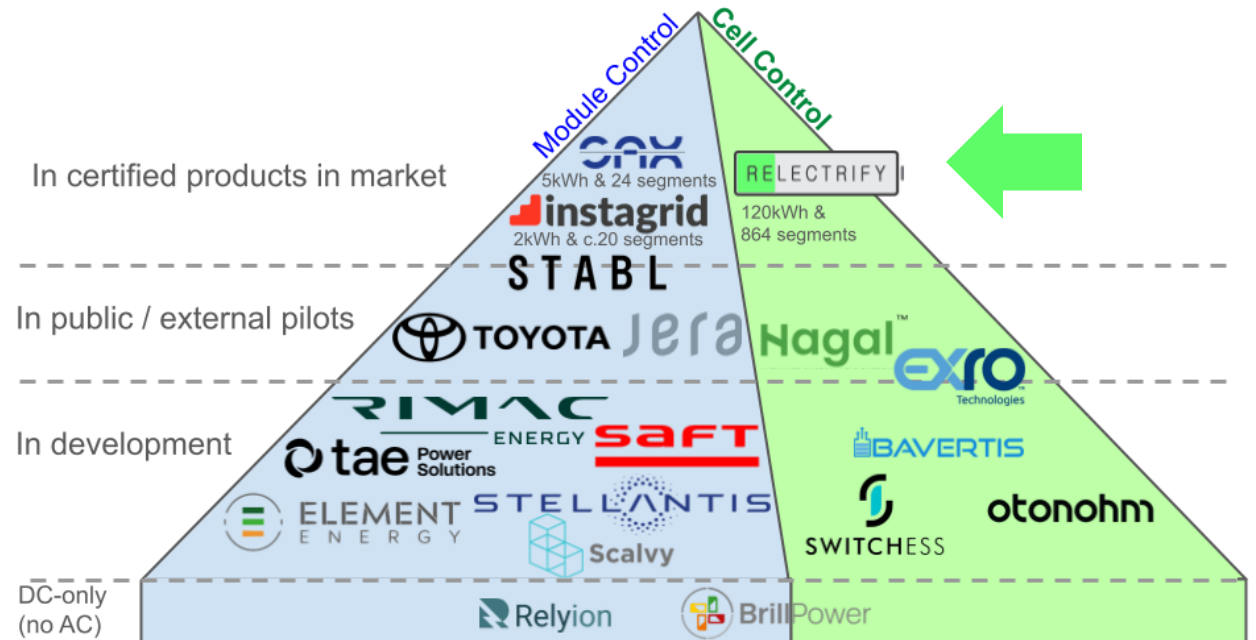 Module Control
Cell Control
In certified products in market
SAX
5kWh & 24 segments
instagrid
2kWh & c.20 segments
RELECTRIFY
120kWh &
864 segments
STABL
In public / external pilots
TOYOTA
Jera
Nagal™
EXRO
Technologies
In development
RIMAC
ENERGY
SAFT
tae Power
Solutions
BAVERTIS
ELEMENT
ENERGY
STELLANTIS
Scalvy
SWITCHESS
otonohm
DC-only
(no AC)
Relyion
BrillPower